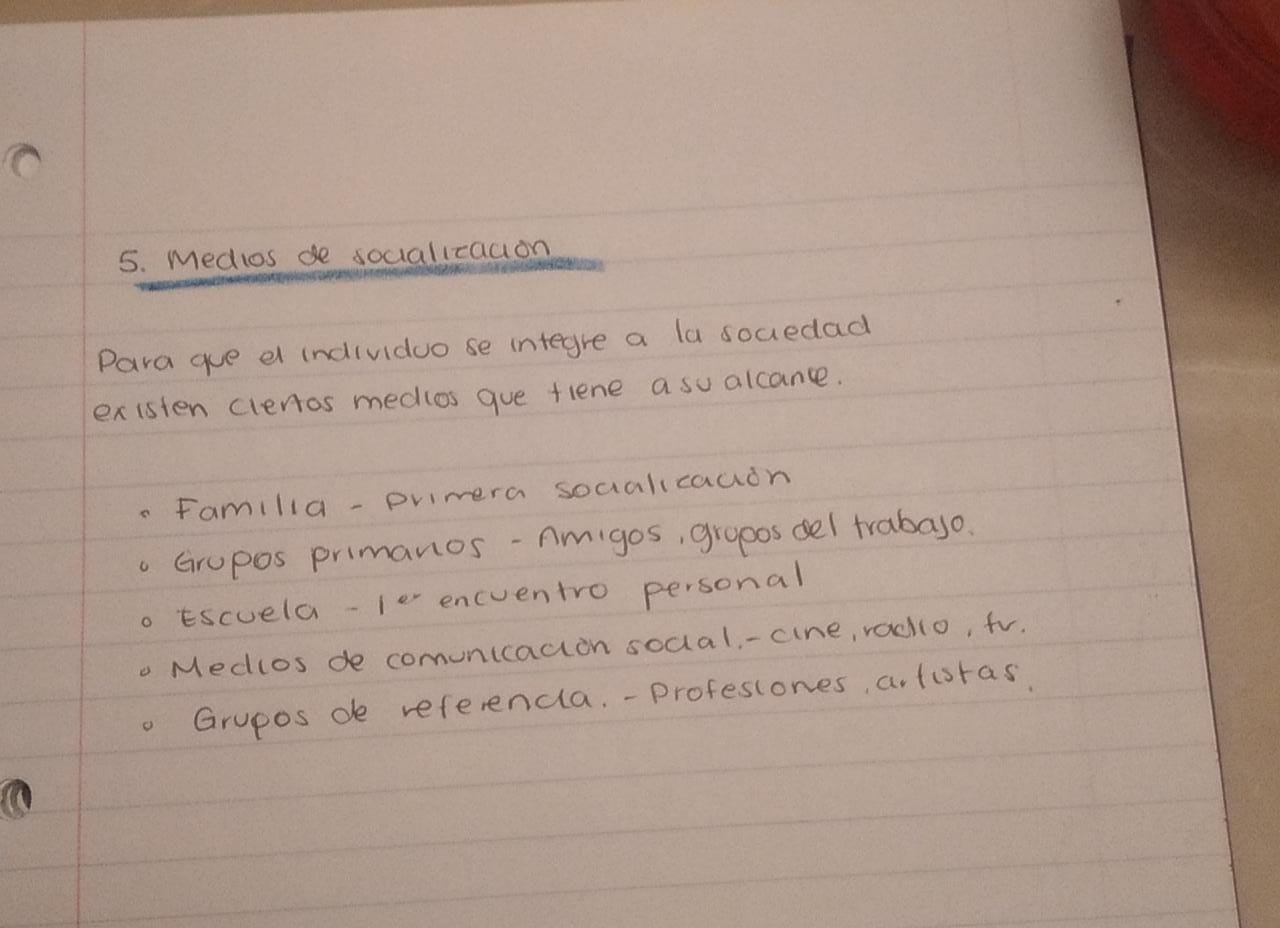 5. Medios de socialización
Para que el individuo se integre a la sociedad
existen ciertos medios que tiene a su alcance.
• Familia - primera socialización
• Grupos primarios - Amigos, grupos del trabajo.
• Escuela - 1er encuentro personal
• Medios de comunicación social.- cine, radio, tv.
• Grupos de referencia. - Profesiones, artistas.